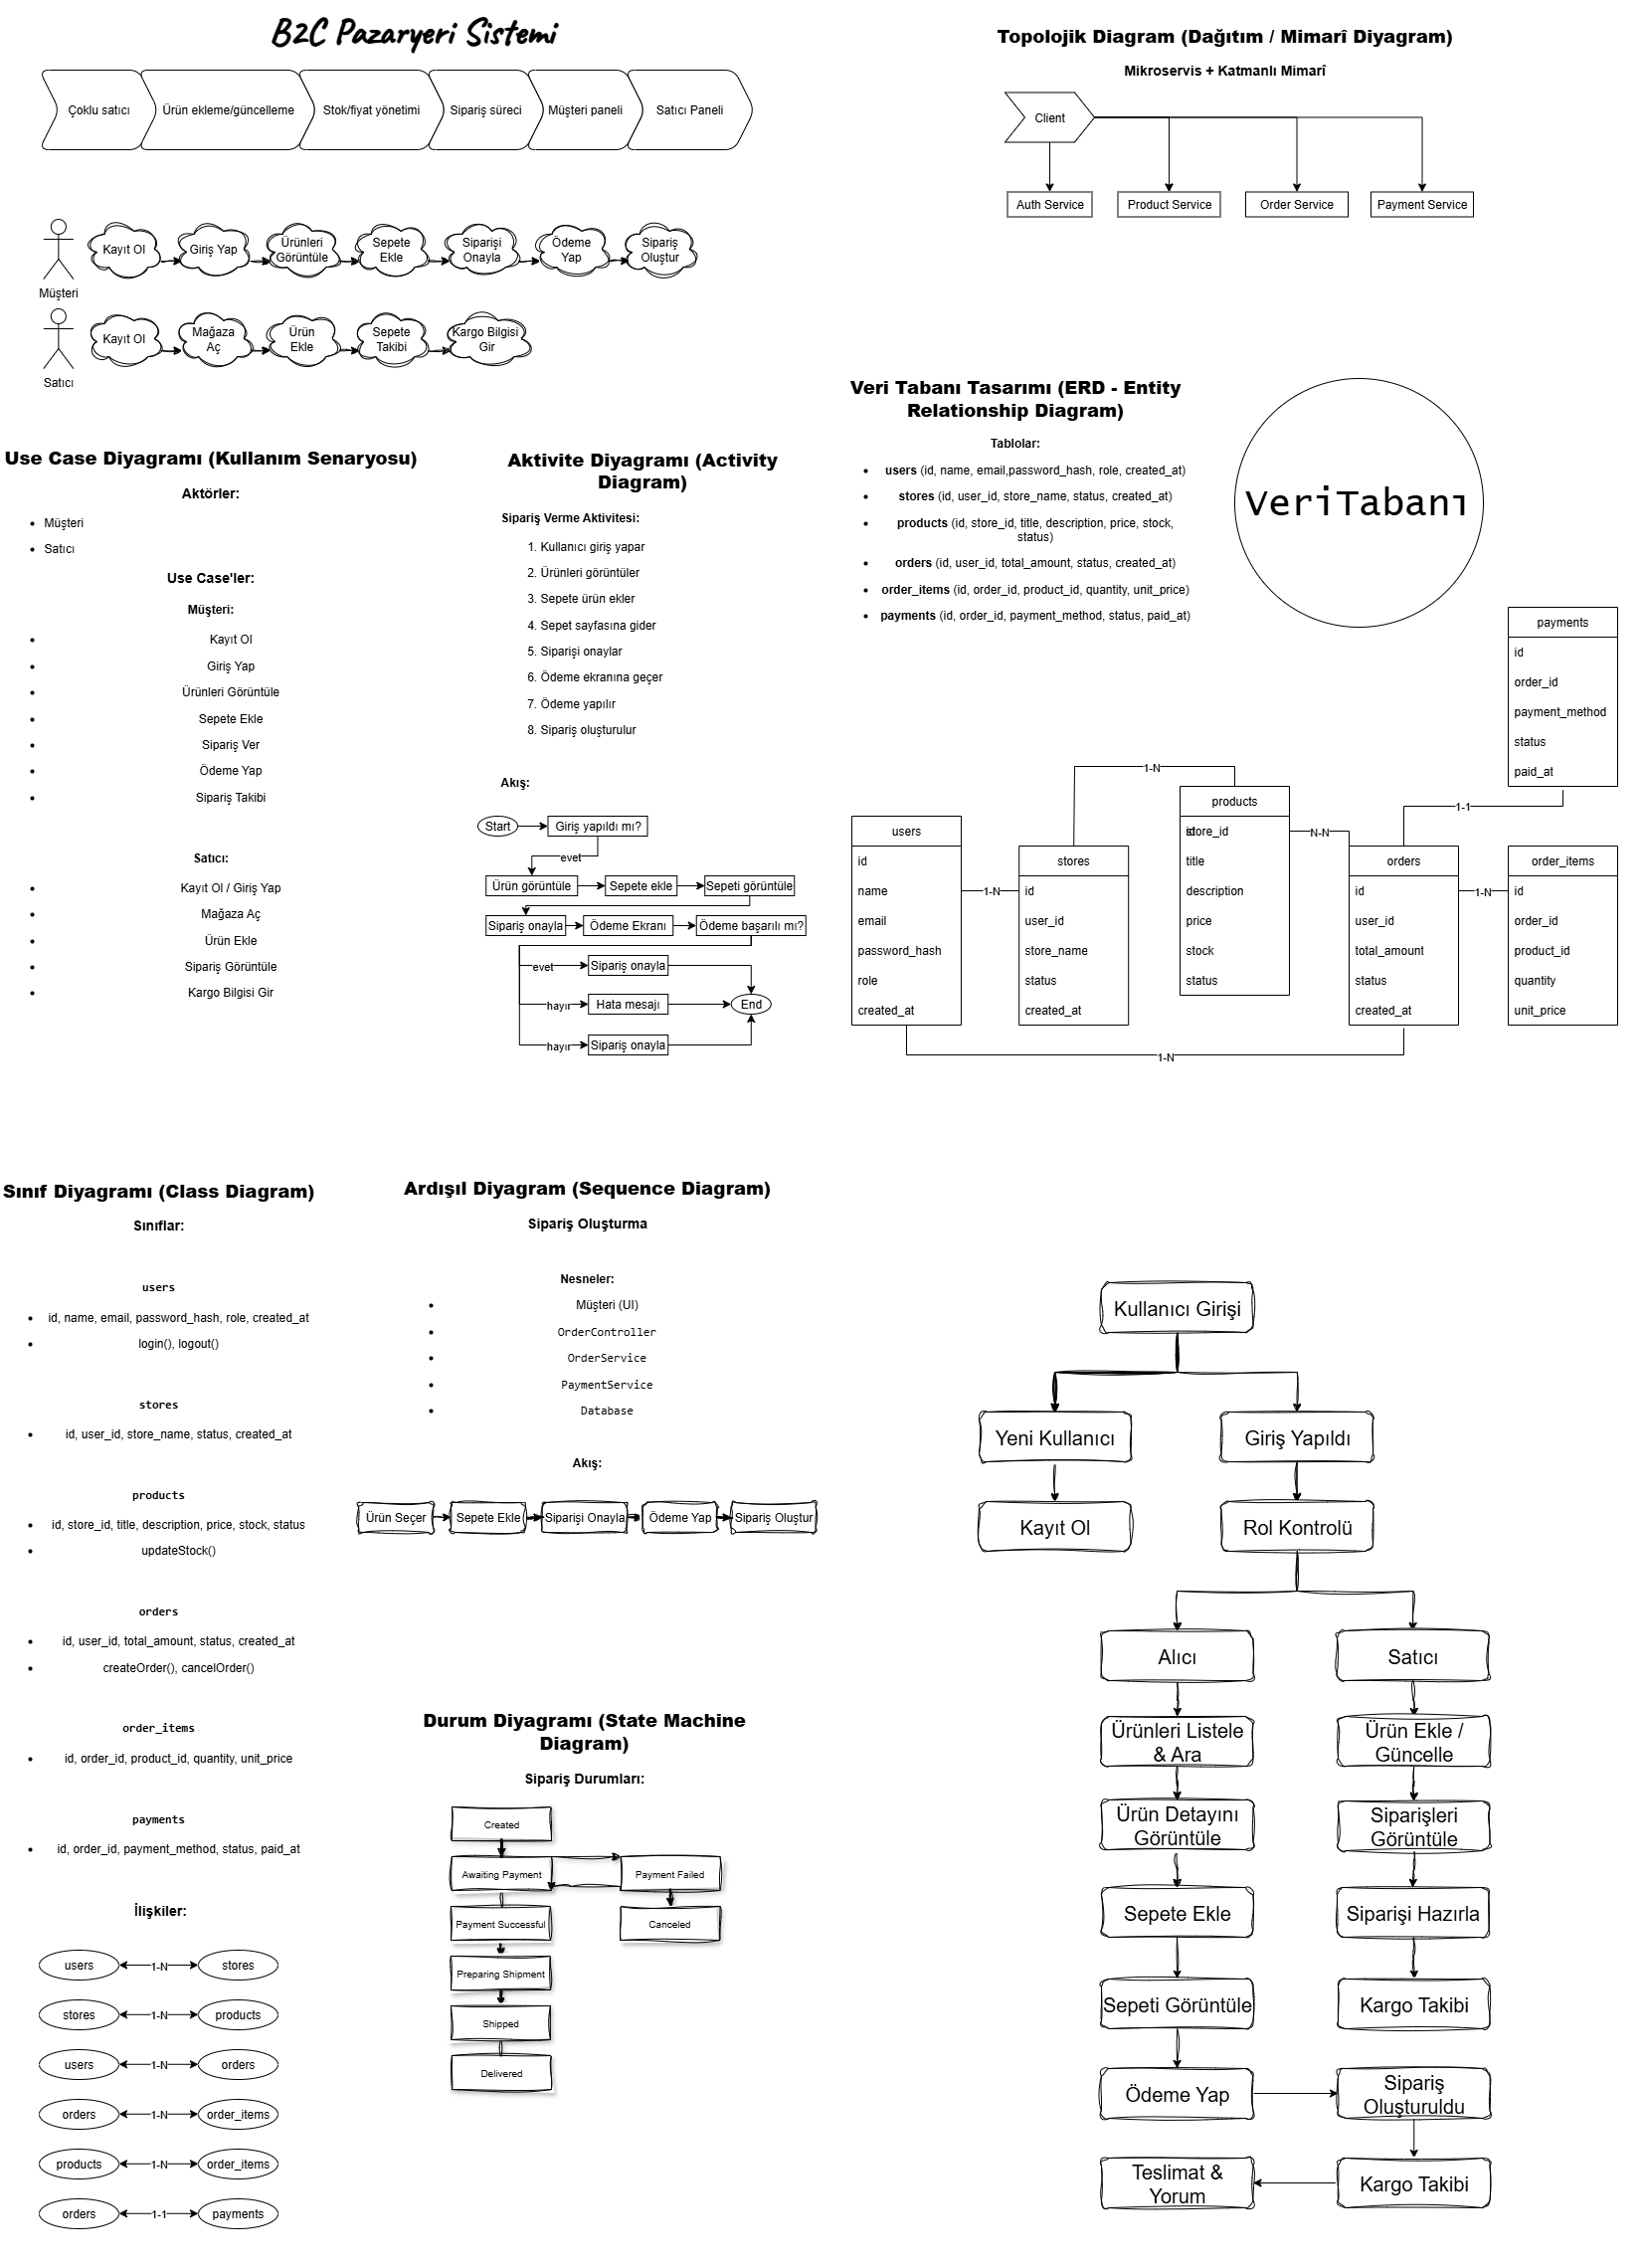 B2C Pazaryeri Sistemi
Çoklu satıcı
Ürün ekleme/güncelleme
Stok/fiyat yönetimi
Sipariş süreci
Müşteri paneli
Satıcı Paneli
Müşteri
Kayıt Ol
Giriş Yap
Ürünleri
Görüntüle
Sepete
Ekle
Siparişi
Onayla
Ödeme
Yap
Sipariş
Oluştur
Satıcı
Kayıt Ol
Mağaza
Aç
Ürün
Ekle
Sepete
Takibi
Kargo Bilgisi
Gir
Topolojik Diagram (Dağıtım / Mimarî Diyagram)
Mikroservis + Katmanlı Mimarî
Client
Auth Service
Product Service
Order Service
Payment Service
Use Case Diyagramı (Kullanım Senaryosu)
Aktörler:
• Müşteri
• Satıcı
Use Case'ler:
Müşteri:
• Kayıt Ol
• Giriş Yap
• Ürünleri Görüntüle
• Sepete Ekle
• Sipariş Ver
• Ödeme Yap
• Sipariş Takibi
Satıcı:
• Kayıt Ol / Giriş Yap
• Mağaza Aç
• Ürün Ekle
• Sipariş Görüntüle
• Kargo Bilgisi Gir
Aktivite Diyagramı (Activity
Diagram)
Sipariş Verme Aktivitesi:
1. Kullanıcı giriş yapar
2. Ürünleri görüntüler
3. Sepete ürün ekler
4. Sepet sayfasına gider
5. Siparişi onaylar
6. Ödeme ekranına geçer
7. Ödeme yapılır
8. Sipariş oluşturulur
Akış:
Start
Giriş yapıldı mı?
evet
Ürün görüntüle
Sepete ekle
Sepeti görüntüle
Sipariş onayla
Ödeme Ekranı
Ödeme başarılı mı?
evet
Sipariş onayla
hayır
Hata mesajı
End
hayır
Sipariş onayla
Veri Tabanı Tasarımı (ERD - Entity
Relationship Diagram)
Tablolar:
• users (id, name, email,password_hash, role, created_at)
• stores (id, user_id, store_name, status, created_at)
• products (id, store_id, title, description, price, stock,
status)
• orders (id, user_id, total_amount, status, created_at)
• order_items (id, order_id, product_id, quantity, unit_price)
• payments (id, order_id, payment_method, status, paid_at)
VeriTabanı
payments
id
order_id
payment_method
status
paid_at
1-N
1-1
users
id
name
email
password_hash
role
created_at
1-N
stores
id
user_id
store_name
status
created_at
products
id
store_id
title
description
price
stock
status
N-N
orders
id
user_id
total_amount
status
created_at
1-N
order_items
id
order_id
product_id
quantity
unit_price
1-N
Sınıf Diyagramı (Class Diagram)
Sınıflar:
users
• id, name, email, password_hash, role, created_at
• login(), logout()
stores
• id, user_id, store_name, status, created_at
products
• id, store_id, title, description, price, stock, status
• updateStock()
orders
• id, user_id, total_amount, status, created_at
• createOrder(), cancelOrder()
order_items
• id, order_id, product_id, quantity, unit_price
payments
• id, order_id, payment_method, status, paid_at
İlişkiler:
users 1-N stores
stores 1-N products
users 1-N orders
orders 1-N order_items
products 1-N order_items
orders 1-1 payments
Ardışıl Diyagram (Sequence Diagram)
Sipariş Oluşturma
Nesneler:
• Müşteri (UI)
• OrderController
• OrderService
• PaymentService
• Database
Akış:
Ürün Seçer
Sepete Ekle
Siparişi Onayla
Ödeme Yap
Sipariş Oluştur
Durum Diyagramı (State Machine
Diagram)
Sipariş Durumları:
Created
Awaiting Payment
Payment Failed
Payment Successful
Canceled
Preparing Shipment
Shipped
Delivered
Kullanıcı Girişi
Yeni Kullanıcı
Giriş Yapıldı
Kayıt Ol
Rol Kontrolü
Alıcı
Satıcı
Ürünleri Listele
& Ara
Ürün Ekle /
Güncelle
Ürün Detayını
Görüntüle
Siparişleri
Görüntüle
Sepete Ekle
Siparişi Hazırla
Sepeti Görüntüle
Kargo Takibi
Ödeme Yap
Sipariş
Oluşturuldu
Teslimat &
Yorum
Kargo Takibi